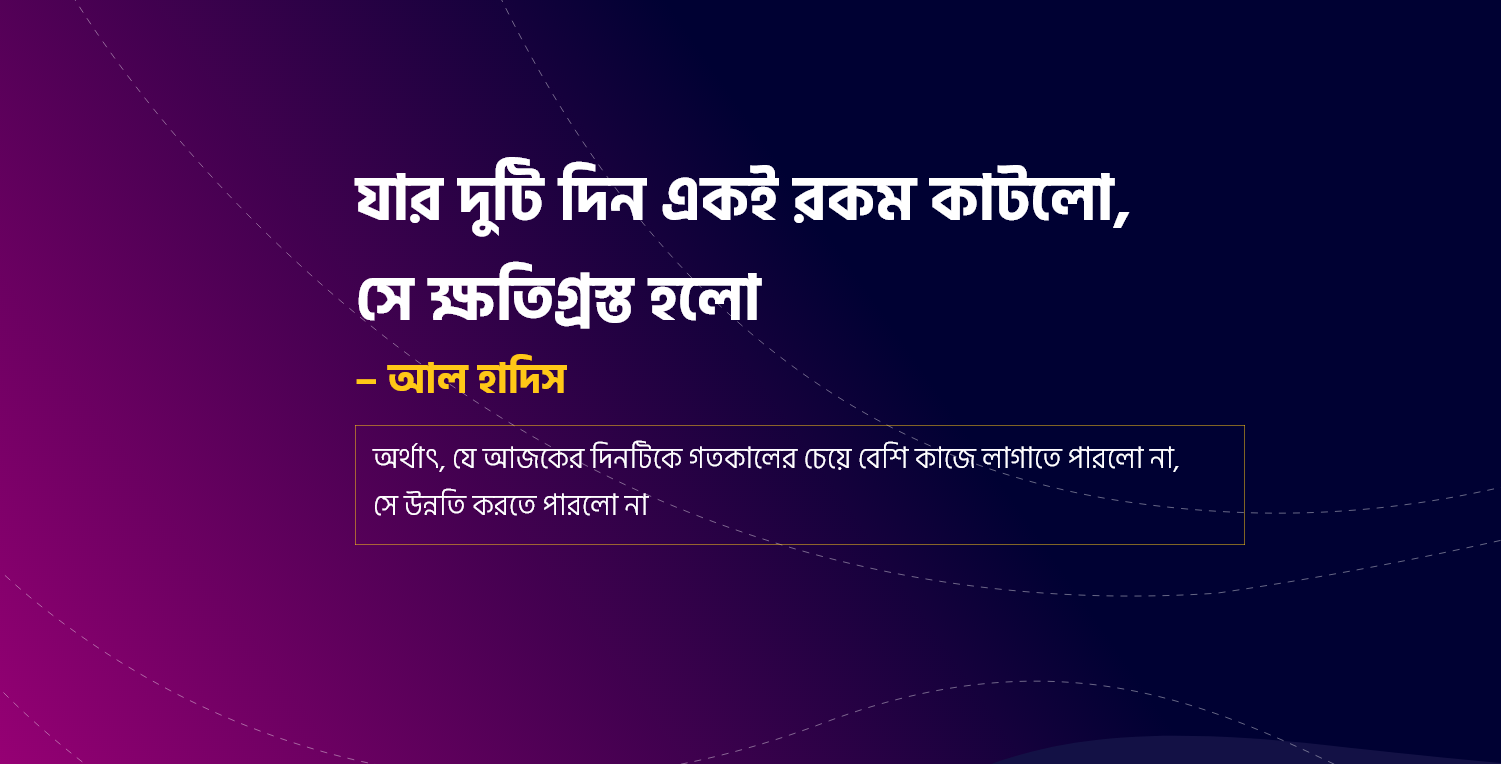 যার দুটি দিন একই রকম কাটলো,
সে ক্ষতিগ্রস্ত হলো
– আল হাদিস
অর্থাৎ, যে আজকের দিনটিকে গতকালের চেয়ে বেশি কাজে লাগাতে পারলো না,
সে উন্নতি করতে পারলো না